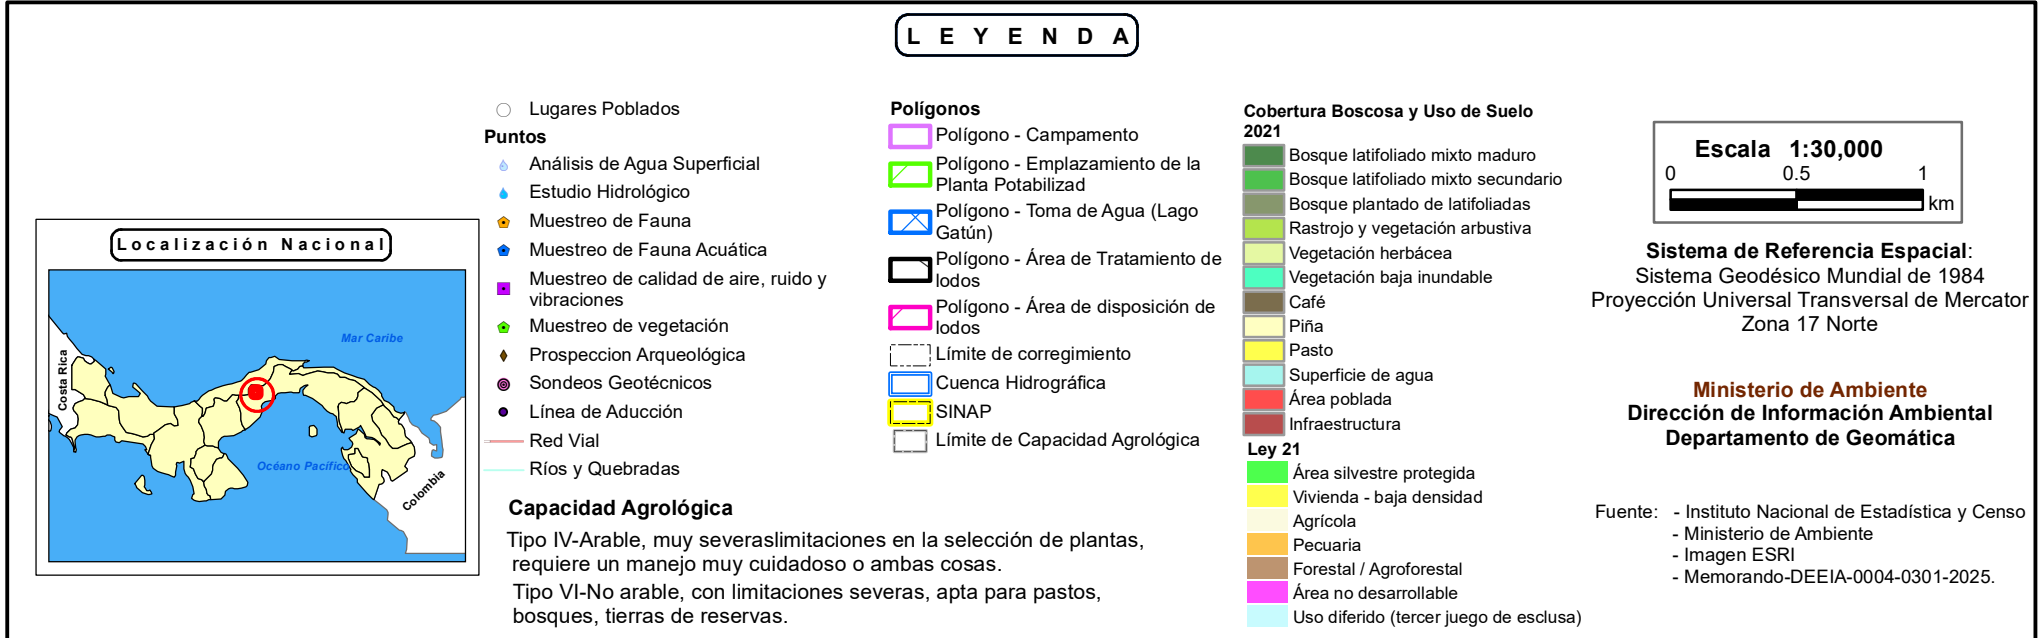 L E Y E N D A
Localización Nacional
Mar Caribe
Costa Rica
Océano Pacífico
Colombia
Lugares Poblados
Puntos
Análisis de Agua Superficial
Estudio Hidrológico
Muestreo de Fauna
Muestreo de Fauna Acuática
Muestreo de calidad de aire, ruido y
vibraciones
Muestreo de vegetación
Prospeccion Arqueológica
Sondeos Geotécnicos
Línea de Aducción
Red Vial
Ríos y Quebradas
Capacidad Agrológica
Tipo IV-Arable, muy severaslimitaciones en la selección de plantas,
requiere un manejo muy cuidadoso o ambas cosas.
Tipo VI-No arable, con limitaciones severas, apta para pastos,
bosques, tierras de reservas.
Polígonos
Polígono - Campamento
Polígono - Emplazamiento de la
Planta Potabilizad
Polígono - Toma de Agua (Lago
Gatún)
Polígono - Área de Tratamiento de
lodos
Polígono - Área de disposición de
lodos
Límite de corregimiento
Cuenca Hidrográfica
SINAP
Límite de Capacidad Agrológica
Cobertura Boscosa y Uso de Suelo
2021
Bosque latifoliado mixto maduro
Bosque latifoliado mixto secundario
Bosque plantado de latifoliadas
Rastrojo y vegetación arbustiva
Vegetación herbácea
Vegetación baja inundable
Café
Piña
Pasto
Superficie de agua
Área poblada
Infraestructura
Ley 21
Área silvestre protegida
Vivienda - baja densidad
Agrícola
Pecuaria
Forestal / Agroforestal
Área no desarrollable
Uso diferido (tercer juego de esclusa)
Escala 1:30,000
0 0.5 1
km
Sistema de Referencia Espacial:
Sistema Geodésico Mundial de 1984
Proyección Universal Transversal de Mercator
Zona 17 Norte
Ministerio de Ambiente
Dirección de Información Ambiental
Departamento de Geomática
Fuente: - Instituto Nacional de Estadística y Censo
- Ministerio de Ambiente
- Imagen ESRI
- Memorando-DEEIA-0004-0301-2025.